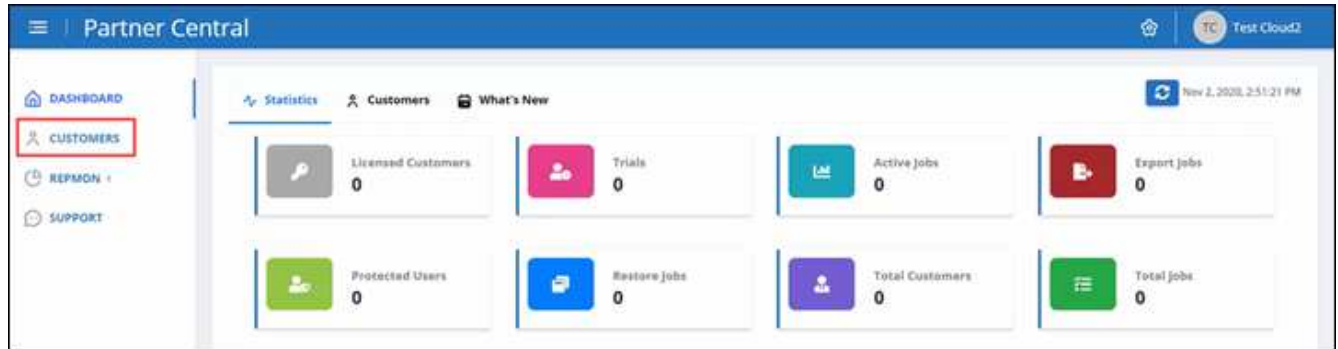 Partner Central
TC Test Cloud2
DASHBOARD
CUSTOMERS
REPMON
SUPPORT
Statistics Customers What's New
Nov 2, 2020, 2:51:21 PM
Licensed Customers Trials Active Jobs Export Jobs
0 0 0 0
Protected Users Restore Jobs Total Customers Total Jobs
0 0 0 0